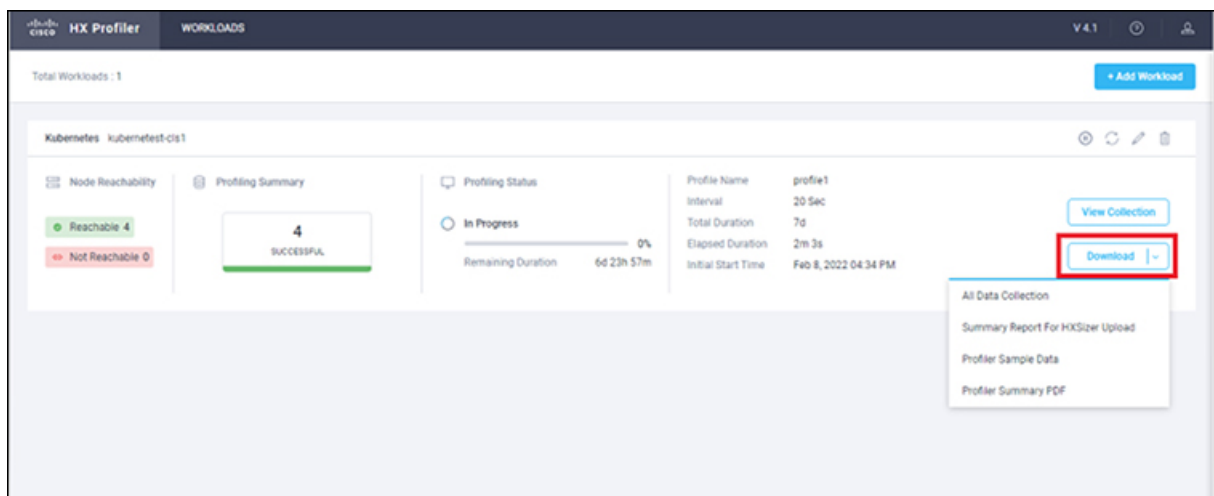 cisco HX Profiler WORKLOADS V 4.1
Total Workloads : 1 + Add Workload
Kubernetes kubernetest-cls1
Node Reachability Profiling Summary Profiling Status
Reachable 4
Not Reachable 0
4
SUCCESSFUL
In Progress
0%
Remaining Duration 6d 23h 57m
Profile Name profile1
Interval 20 Sec
Total Duration 7d
Elapsed Duration 2m 3s
Initial Start Time Feb 8, 2022 04:34 PM
View Collection
Download
All Data Collection
Summary Report For HXSizer Upload
Profiler Sample Data
Profiler Summary PDF